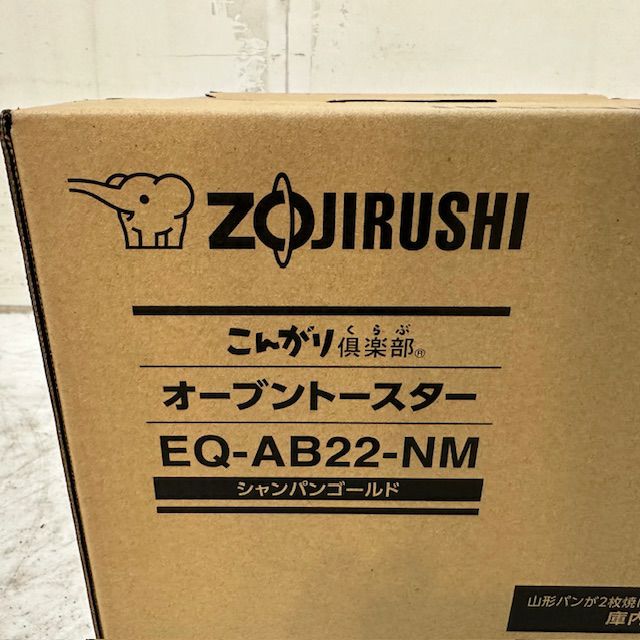 ZOJIRUSHI
くらぶ
こんがり倶楽部®
オーブントースター
EQ-AB22-NM
シャンパンゴールド
山形パンが2枚焼
庫内